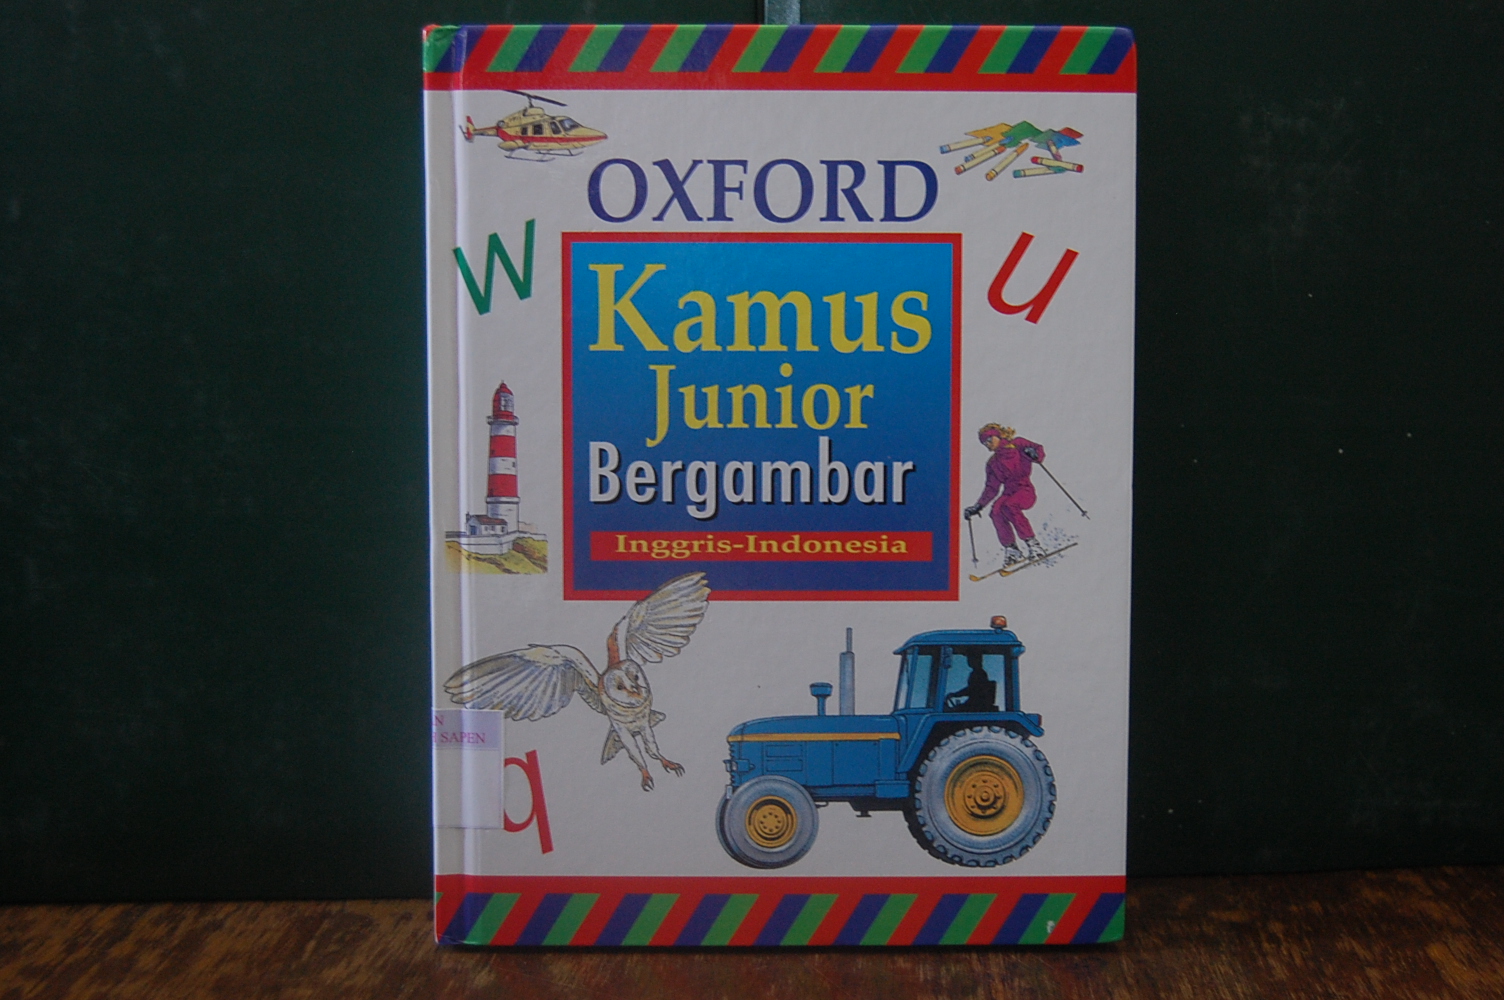 OXFORD
w
u
Kamus
Junior
Bergambar
Inggris-Indonesia
SAPEN
q